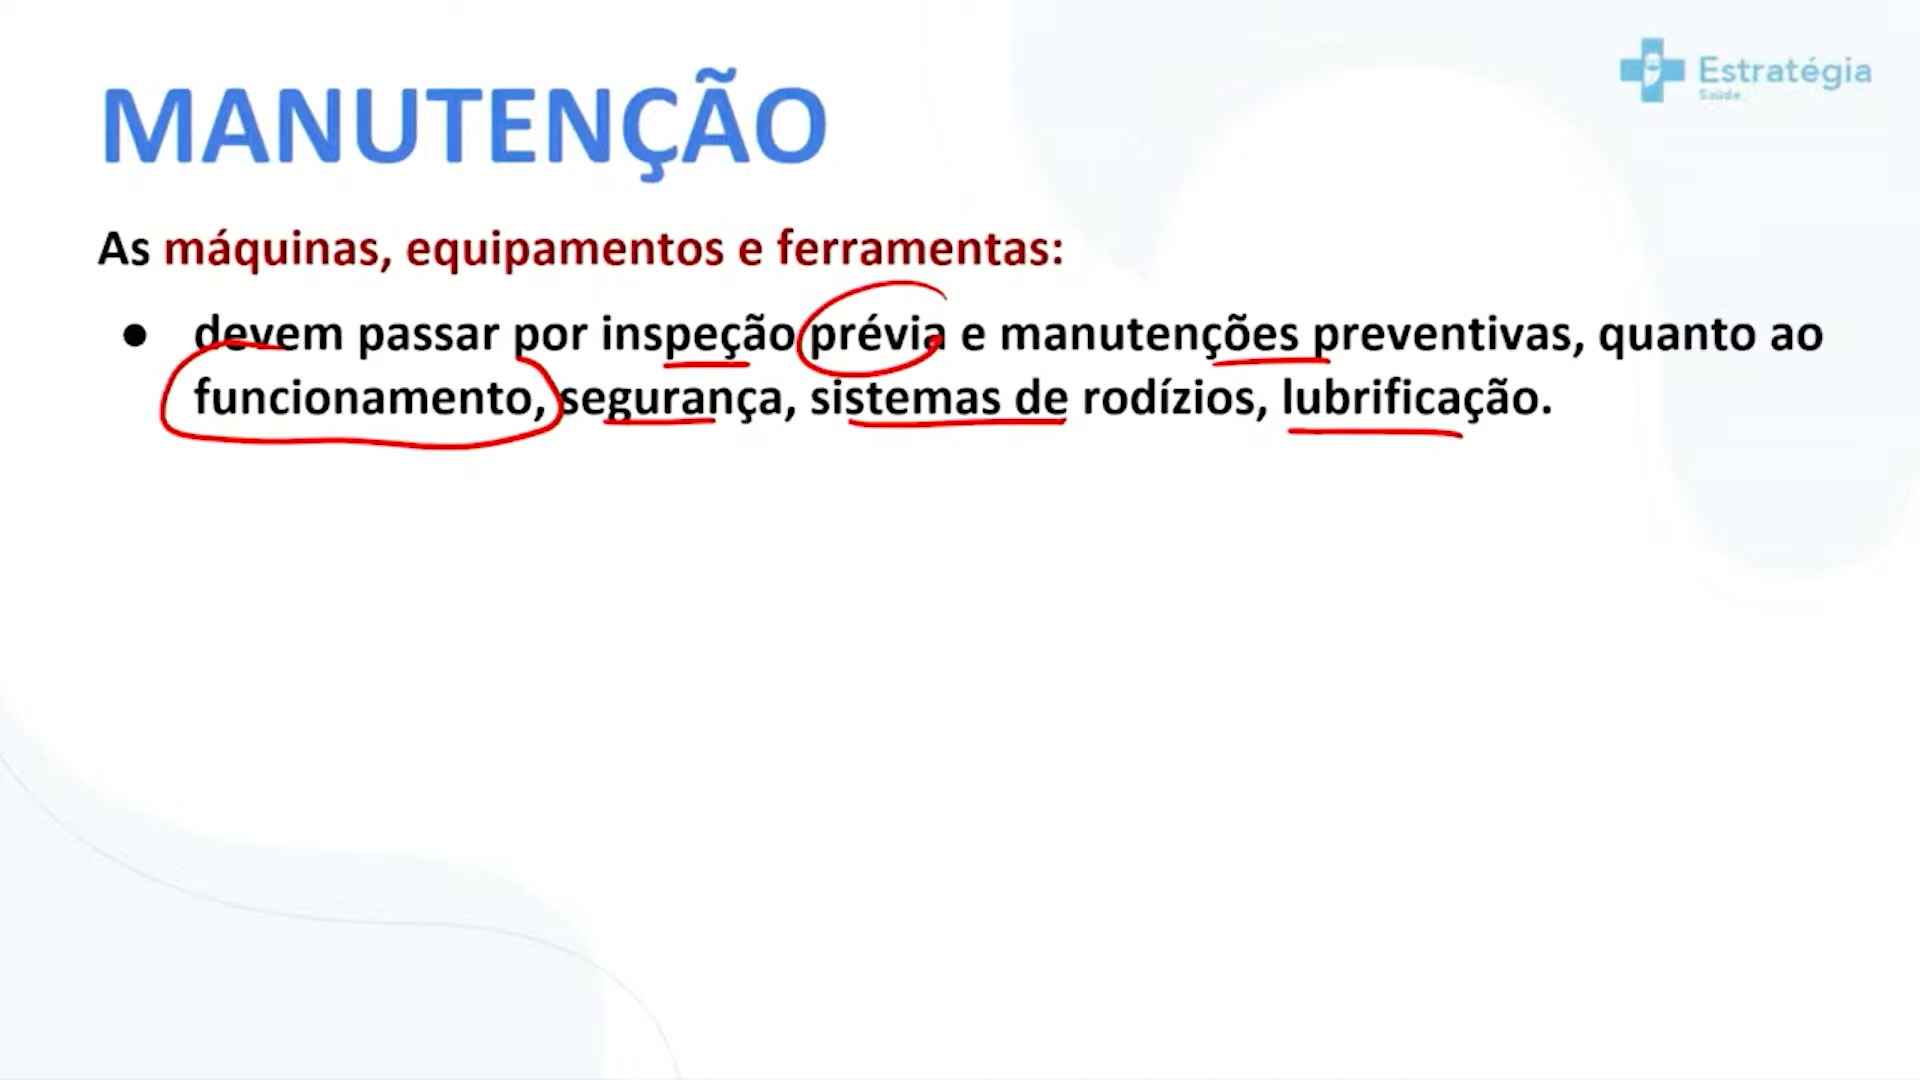 Estratégia
Saúde
MANUTENÇÃO
As máquinas, equipamentos e ferramentas:
● devem passar por inspeção prévia e manutenções preventivas, quanto ao
funcionamento, segurança, sistemas de rodízios, lubrificação.